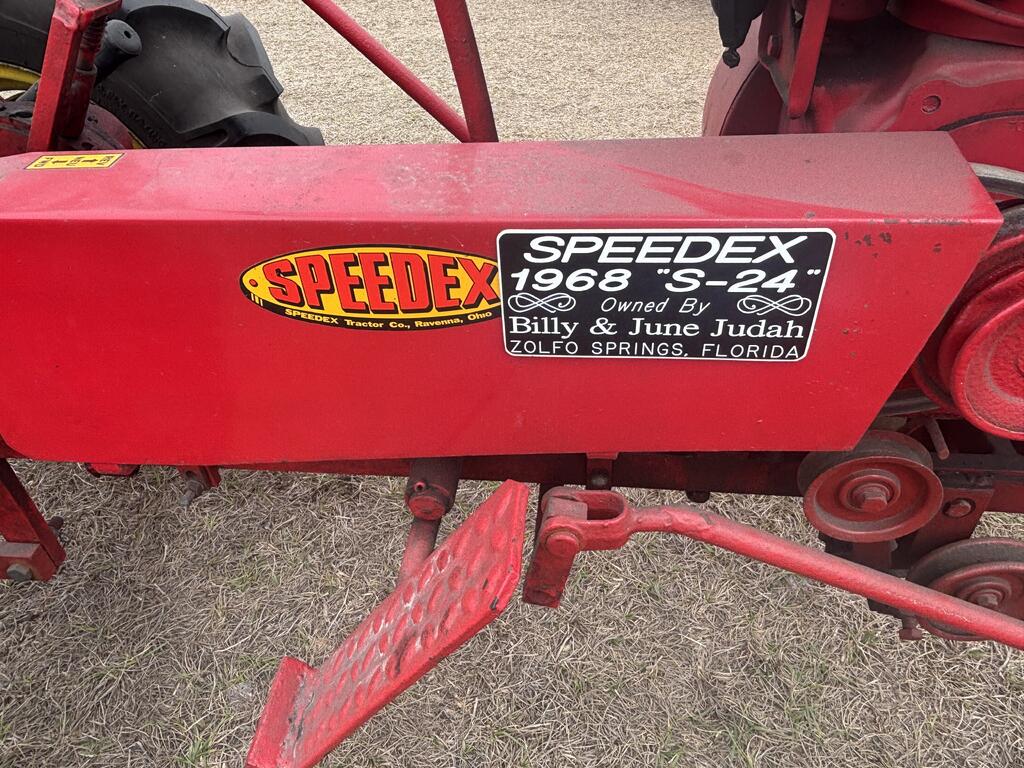 SPEEDEX
SPEEDEX Tractor Co., Ravenna, Ohio
SPEEDEX
1968 "S-24"
Owned By
Billy & June Judah
ZOLFO SPRINGS, FLORIDA